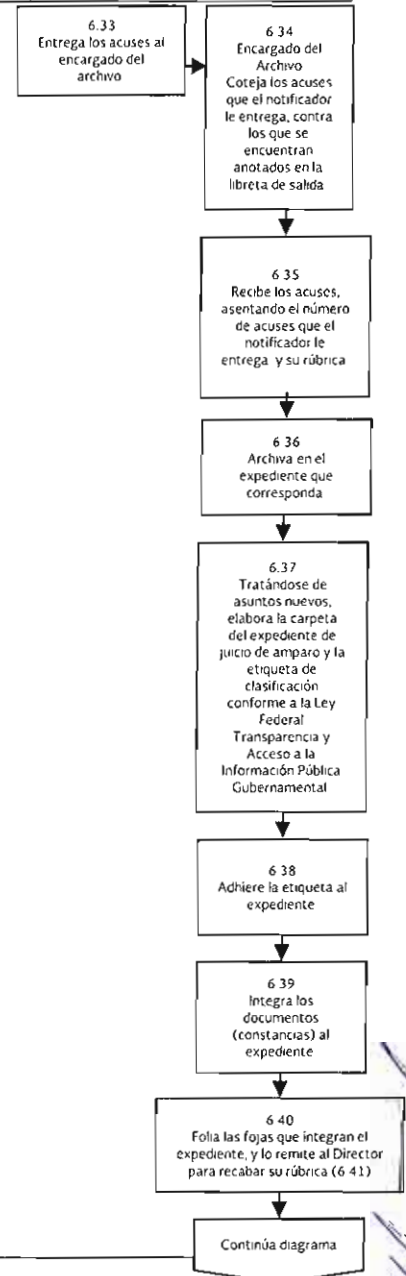 6.33
Entrega los acuses al
encargado del
archivo
6 34
Encargado del
Archivo
Coteja los acuses
que el notificador
le entrega, contra
los que se
encuentran
anotados en la
libreta de salida
6 35
Recibe los acuses,
asentando el número
de acuses que el
notificador le
entrega y su rúbrica
6 36
Archiva en el
expediente que
corresponda
6.37
Tratándose de
asuntos nuevos,
elabora la carpeta
del expediente de
juicio de amparo y la
etiqueta de
clasificación
conforme a la Ley
Federal
Transparencia y
Acceso a la
Información Pública
Gubernamental
6 38
Adhiere la etiqueta al
expediente
6 39
Integra los
documentos
(constancias) al
expediente
6 40
Folia las fojas que integran el
expediente, y lo remite al Director
para recabar su rúbrica (6 41)
Continúa diagrama